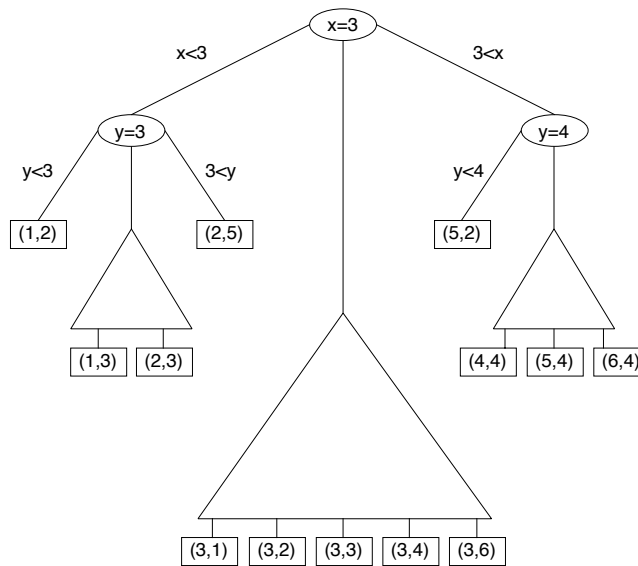 x=3
x<3
3<x
y=3
y=4
y<3
3<y
y<4
(1,2)
(2,5)
(5,2)
(1,3)
(2,3)
(4,4)
(5,4)
(6,4)
(3,1)
(3,2)
(3,3)
(3,4)
(3,6)